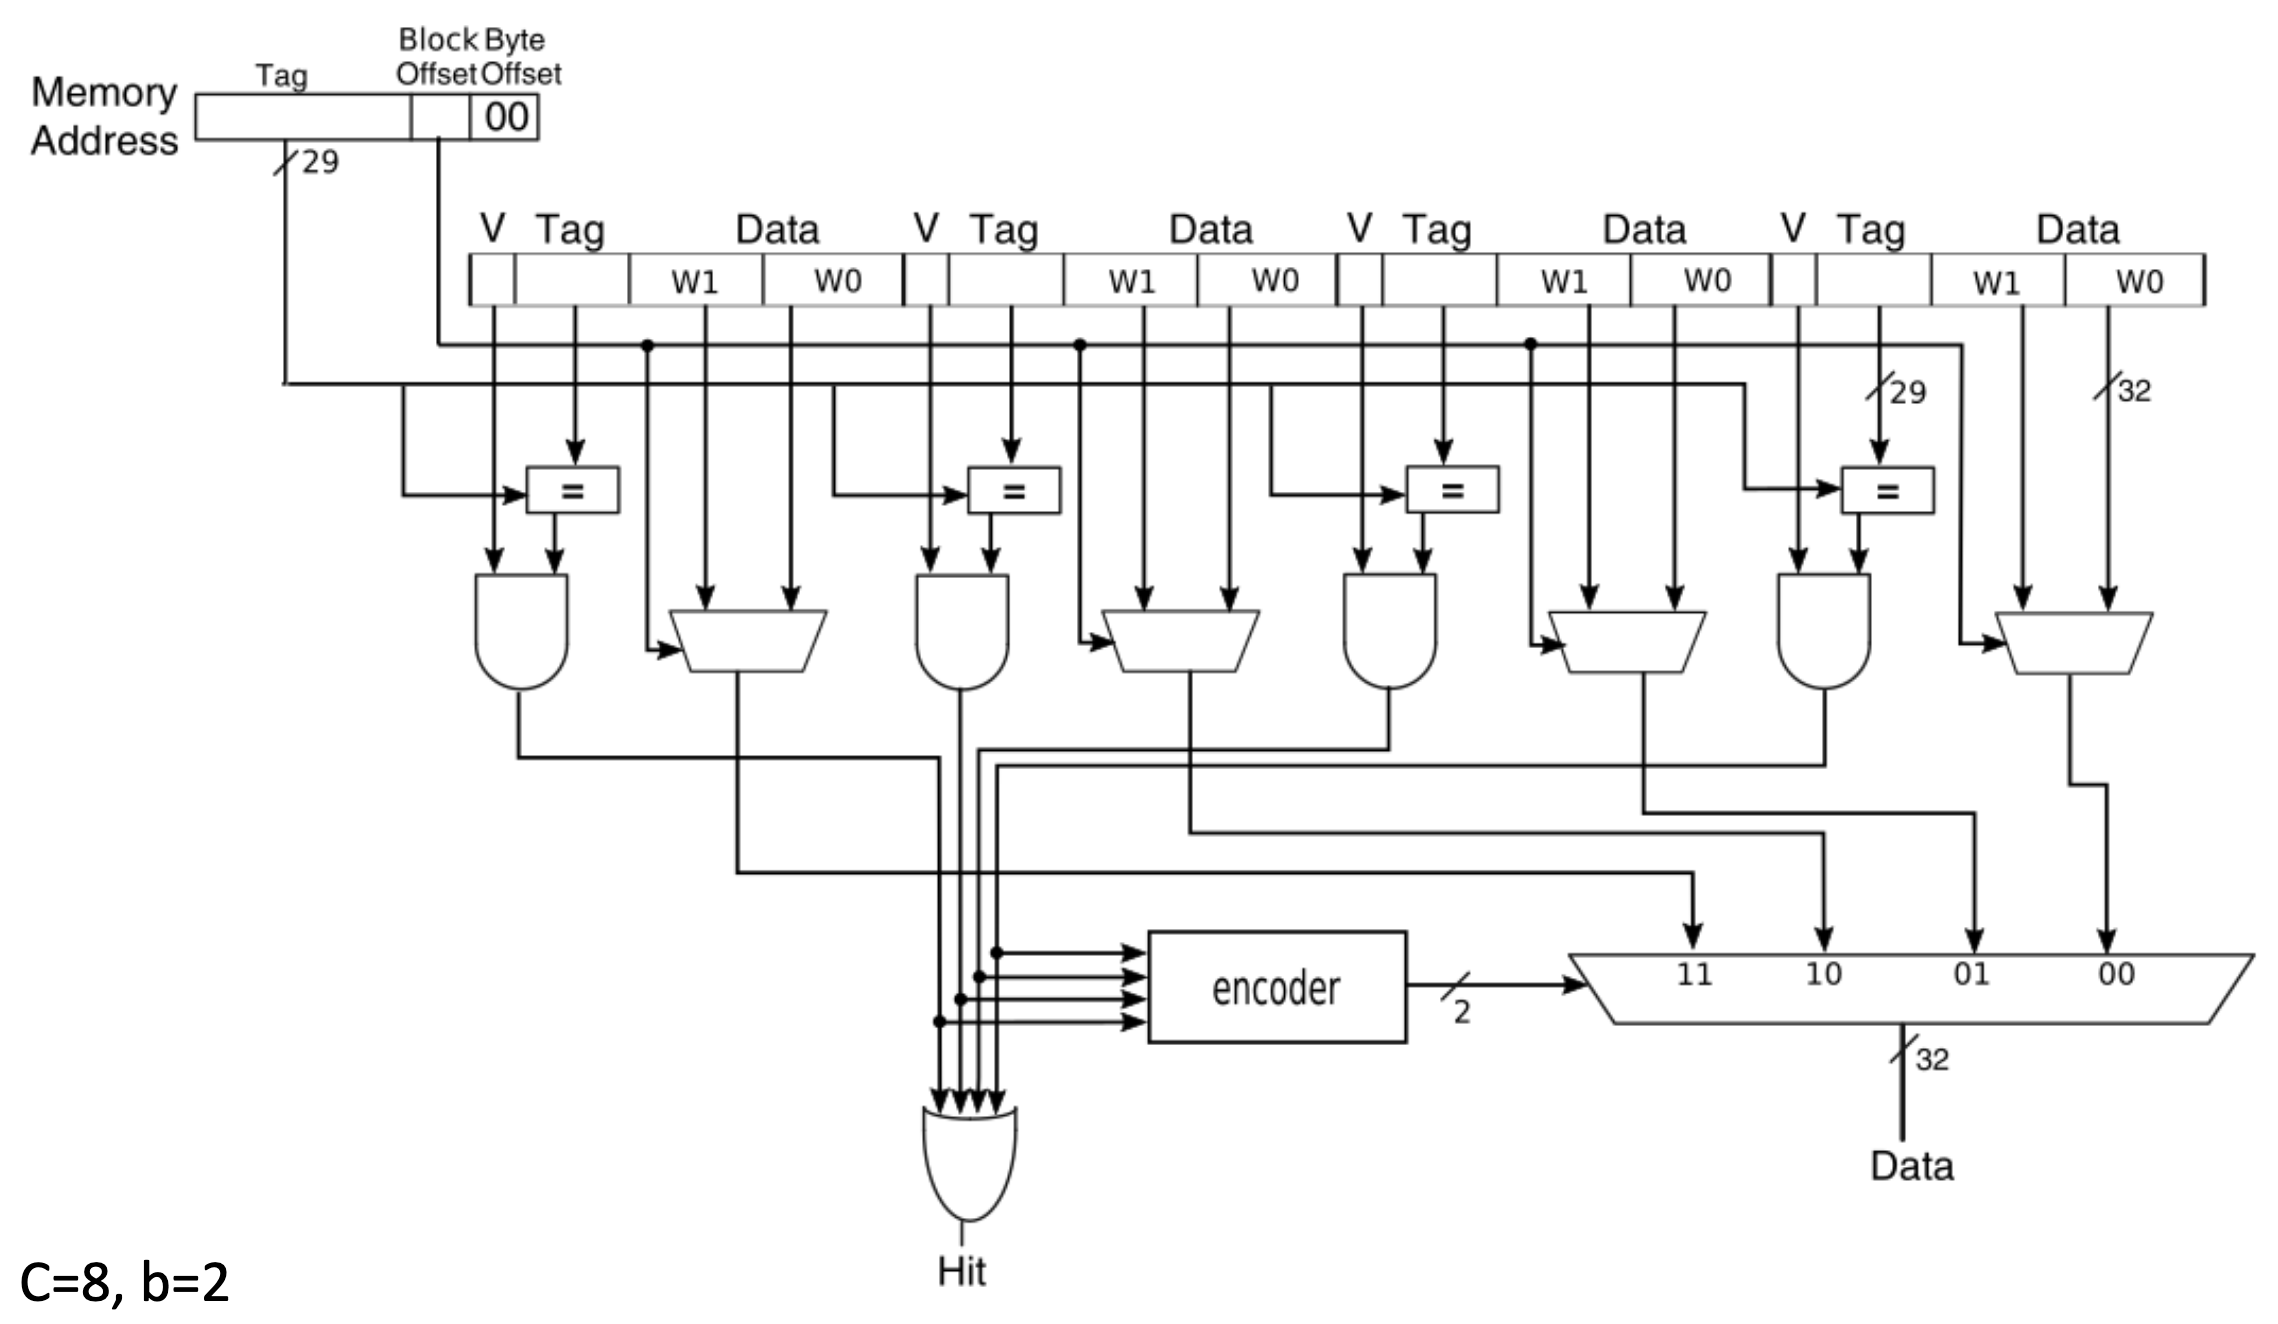 Block Byte
Tag Offset Offset
Memory Address
00
29
V Tag Data V Tag Data V Tag Data V Tag Data
W1 W0 W1 W0 W1 W0 W1 W0
29 32
= = = =
encoder
2
11 10 01 00
32
Data
Hit
C=8, b=2